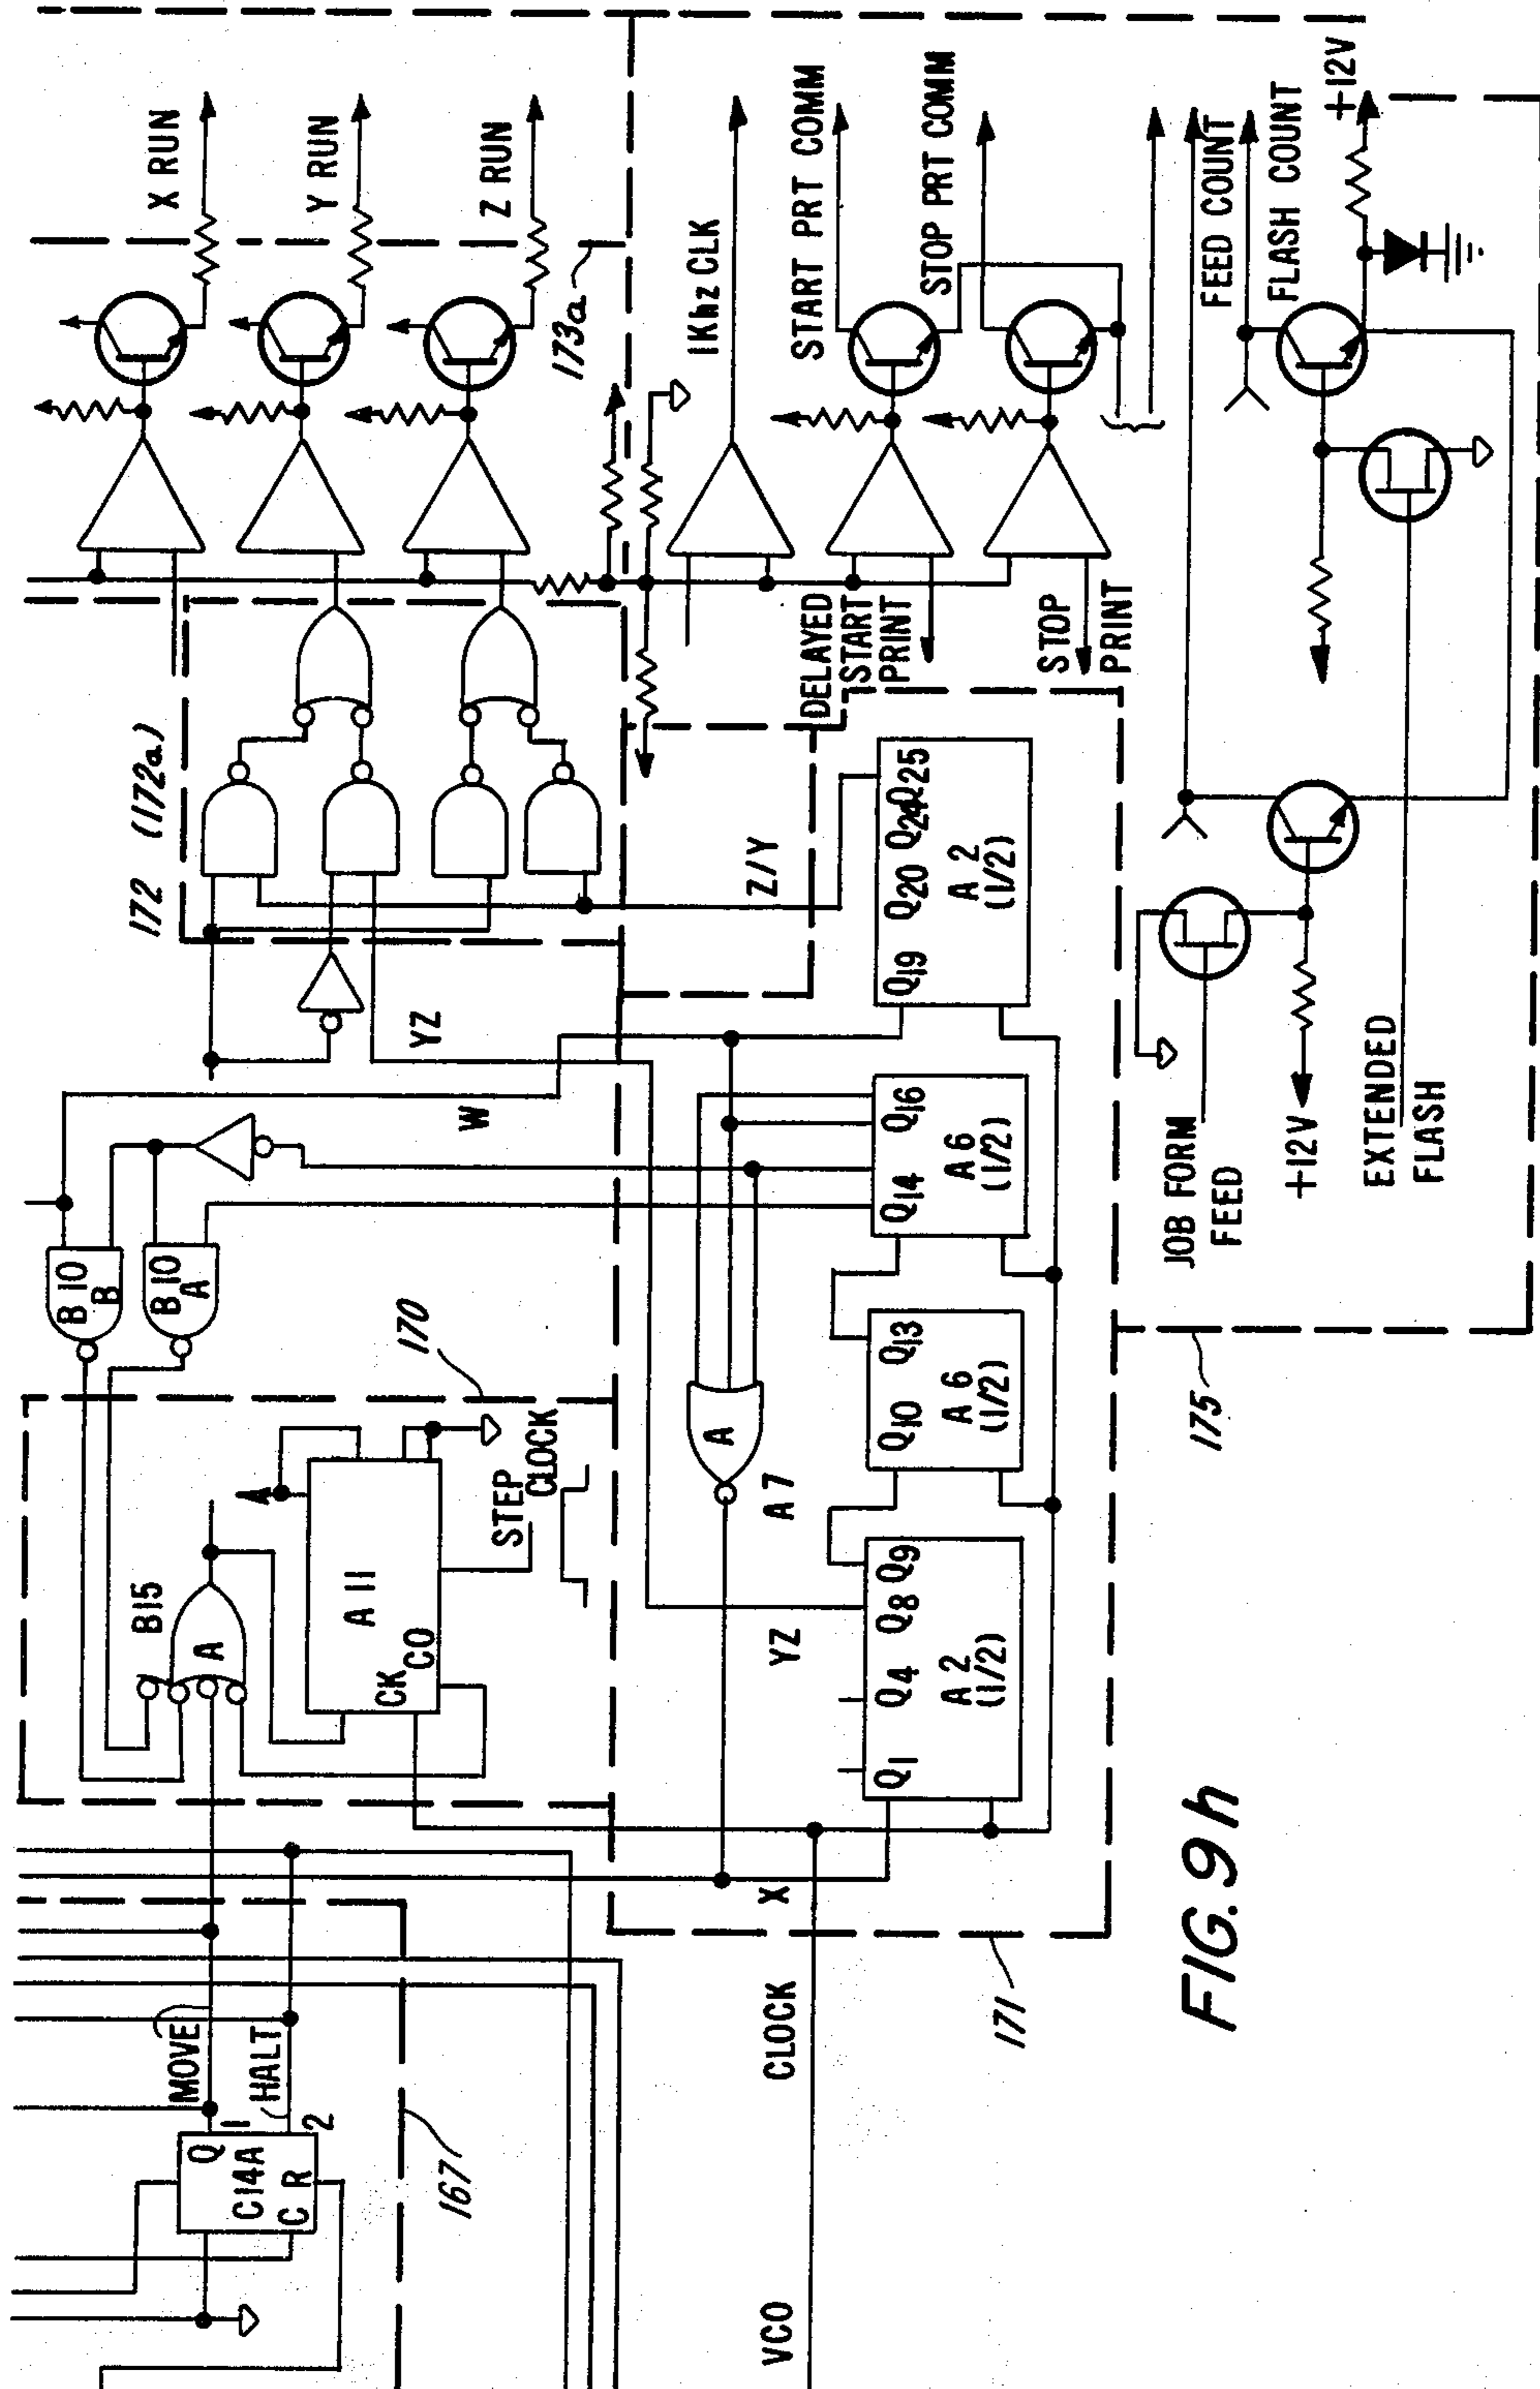 X RUN
Y RUN
Z RUN
173a
1Khz CLK
START PRT COMM
STOP PRT COMM
FEED COUNT
FLASH COUNT
+12V
172 (172a)
DELAYED
START
PRINT
STOP
PRINT
Z/Y
Q19 Q20 Q24 Q25
A 2
(1/2)
YZ
W
Q14 Q16
A 6
(1/2)
B 10
B
B 10
A
170
Q10 Q13
A 6
(1/2)
A
A 7
STEP
CLOCK
B15
A
A 11
CK
CO
YZ
Q1 Q4 Q8 Q9
A 2
(1/2)
X
171
JOB FORM
FEED
+12V
EXTENDED
FLASH
175
MOVE
HALT
Q
1
C14A
C R
2
167
VCO
CLOCK
FIG. 9h